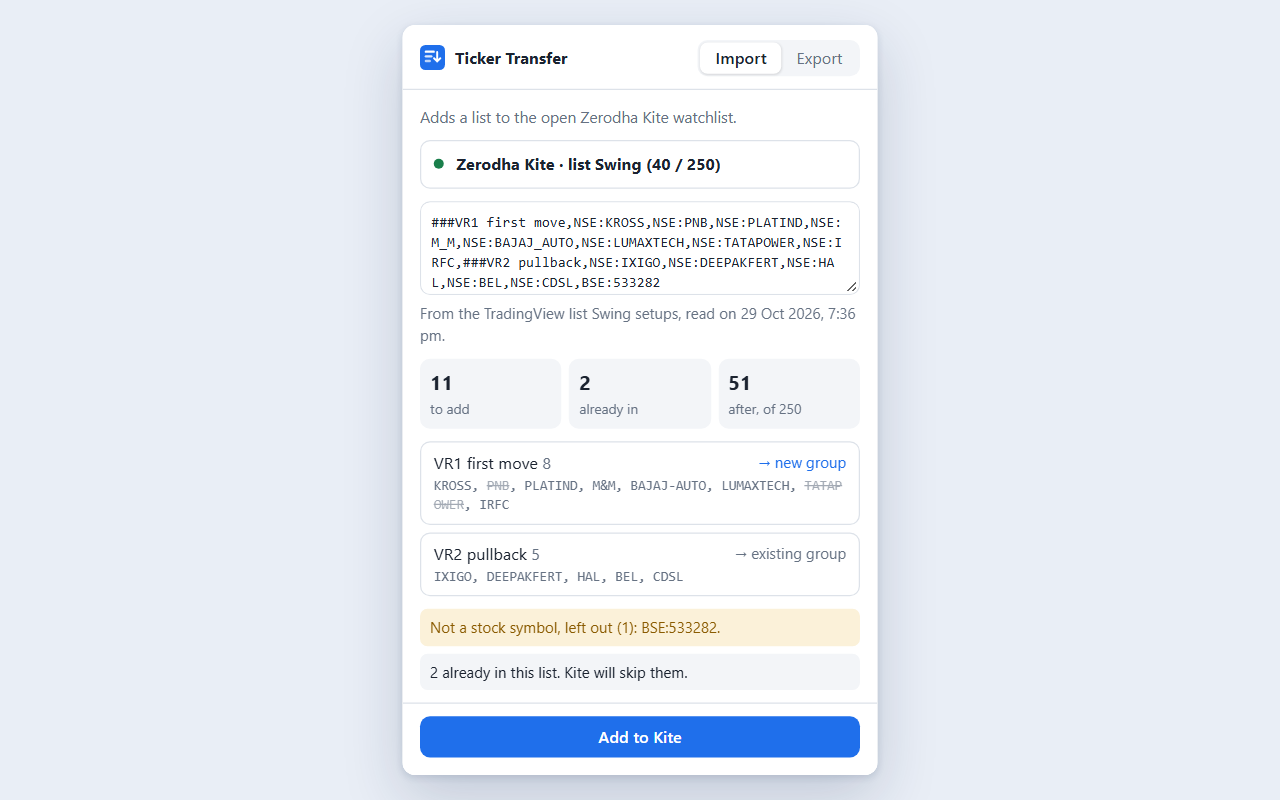 Ticker Transfer
Import
Export
Adds a list to the open Zerodha Kite watchlist.
Zerodha Kite · list Swing (40 / 250)
###VR1 first move,NSE:KROSS,NSE:PNB,NSE:PLATIND,NSE:
M_M,NSE:BAJAJ_AUTO,NSE:LUMAXTECH,NSE:TATAPOWER,NSE:I
RFC,###VR2 pullback,NSE:IXIGO,NSE:DEEPAKFERT,NSE:HA
L,NSE:BEL,NSE:CDSL,BSE:533282
From the TradingView list Swing setups, read on 29 Oct 2026, 7:36
pm.
11
to add
2
already in
51
after, of 250
VR1 first move 8
→ new group
KROSS, PNB, PLATIND, M&M, BAJAJ-AUTO, LUMAXTECH, TATAP
OWER, IRFC
VR2 pullback 5
→ existing group
IXIGO, DEEPAKFERT, HAL, BEL, CDSL
Not a stock symbol, left out (1): BSE:533282.
2 already in this list. Kite will skip them.
Add to Kite